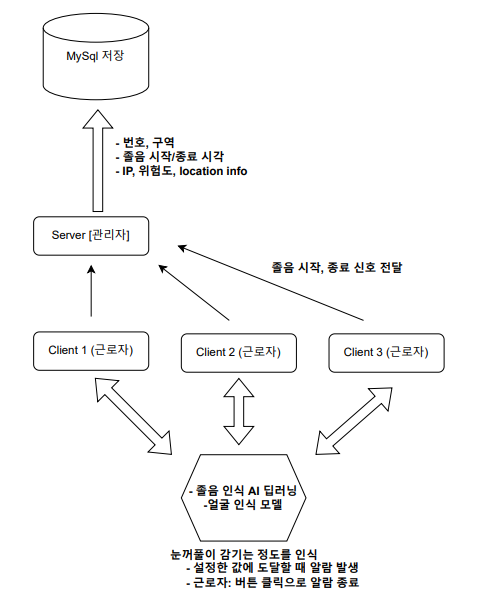 MySql 저장
- 번호, 구역
- 졸음 시작/종료 시각
- IP, 위험도, location info
Server [관리자]
졸음 시작, 종료 신호 전달
Client 1 (근로자)
Client 2 (근로자)
Client 3 (근로자)
- 졸음 인식 AI 딥러닝
-얼굴 인식 모델
눈꺼풀이 감기는 정도를 인식
- 설정한 값에 도달할 때 알람 발생
- 근로자: 버튼 클릭으로 알람 종료